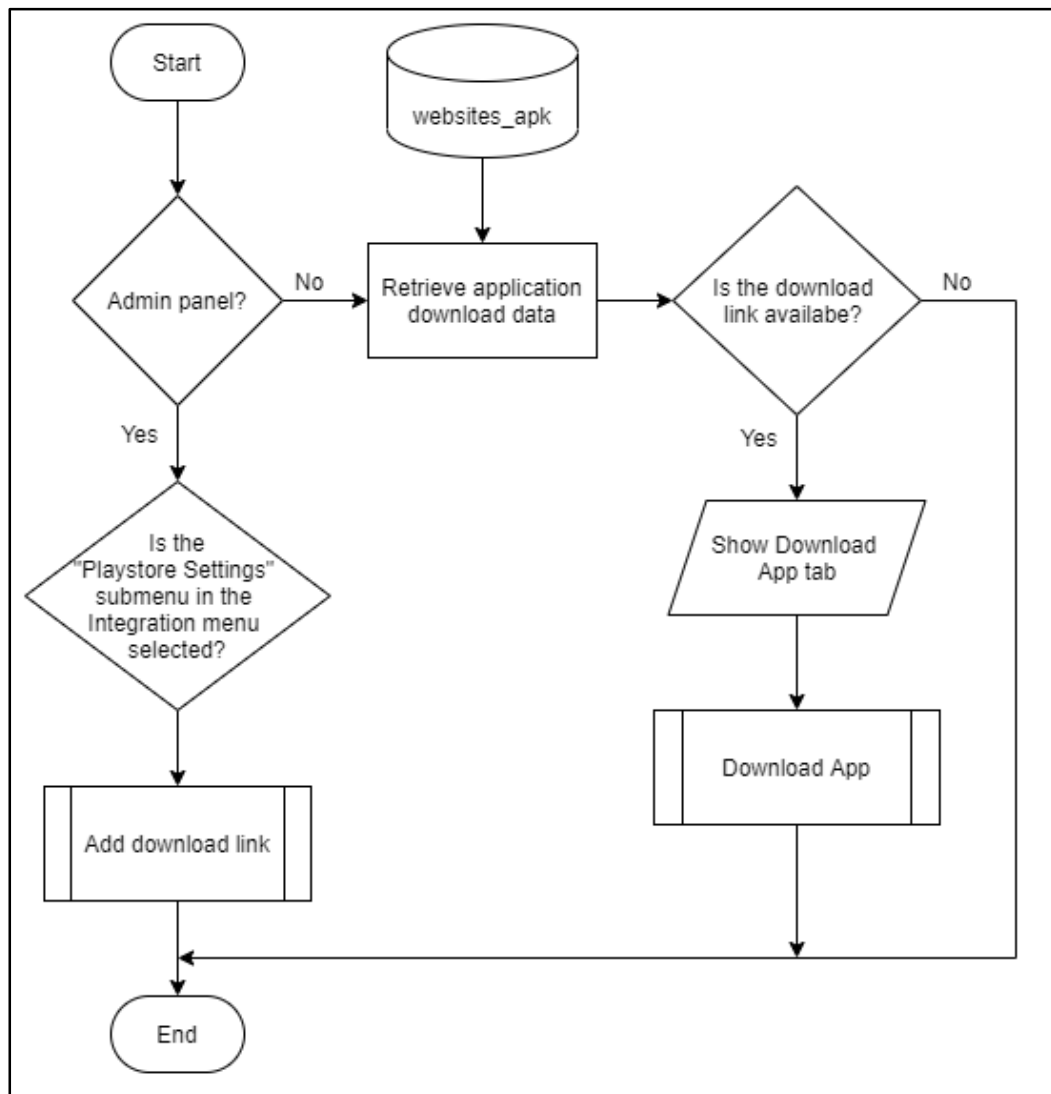 Start
websites_apk
Admin panel?
No
Retrieve application
download data
Is the download
link availabe?
No
Yes
Yes
Is the
"Playstore Settings"
submenu in the
Integration menu
selected?
Show Download
App tab
Download App
Add download link
End